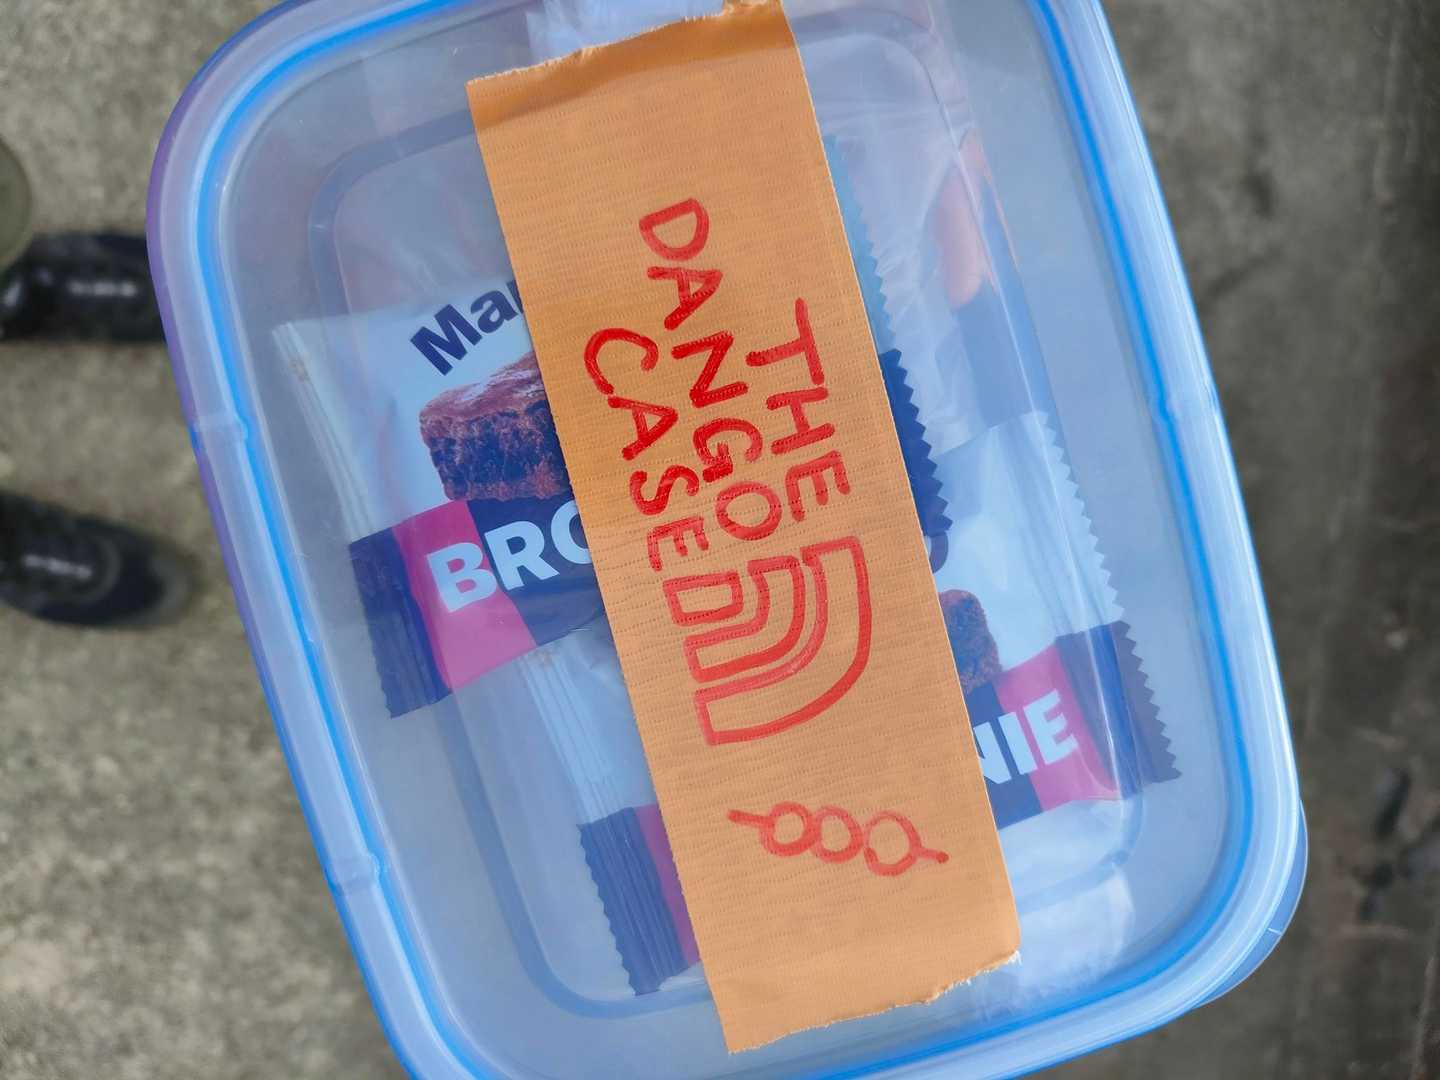 THE
DANGO
CASE
BRO
NIE